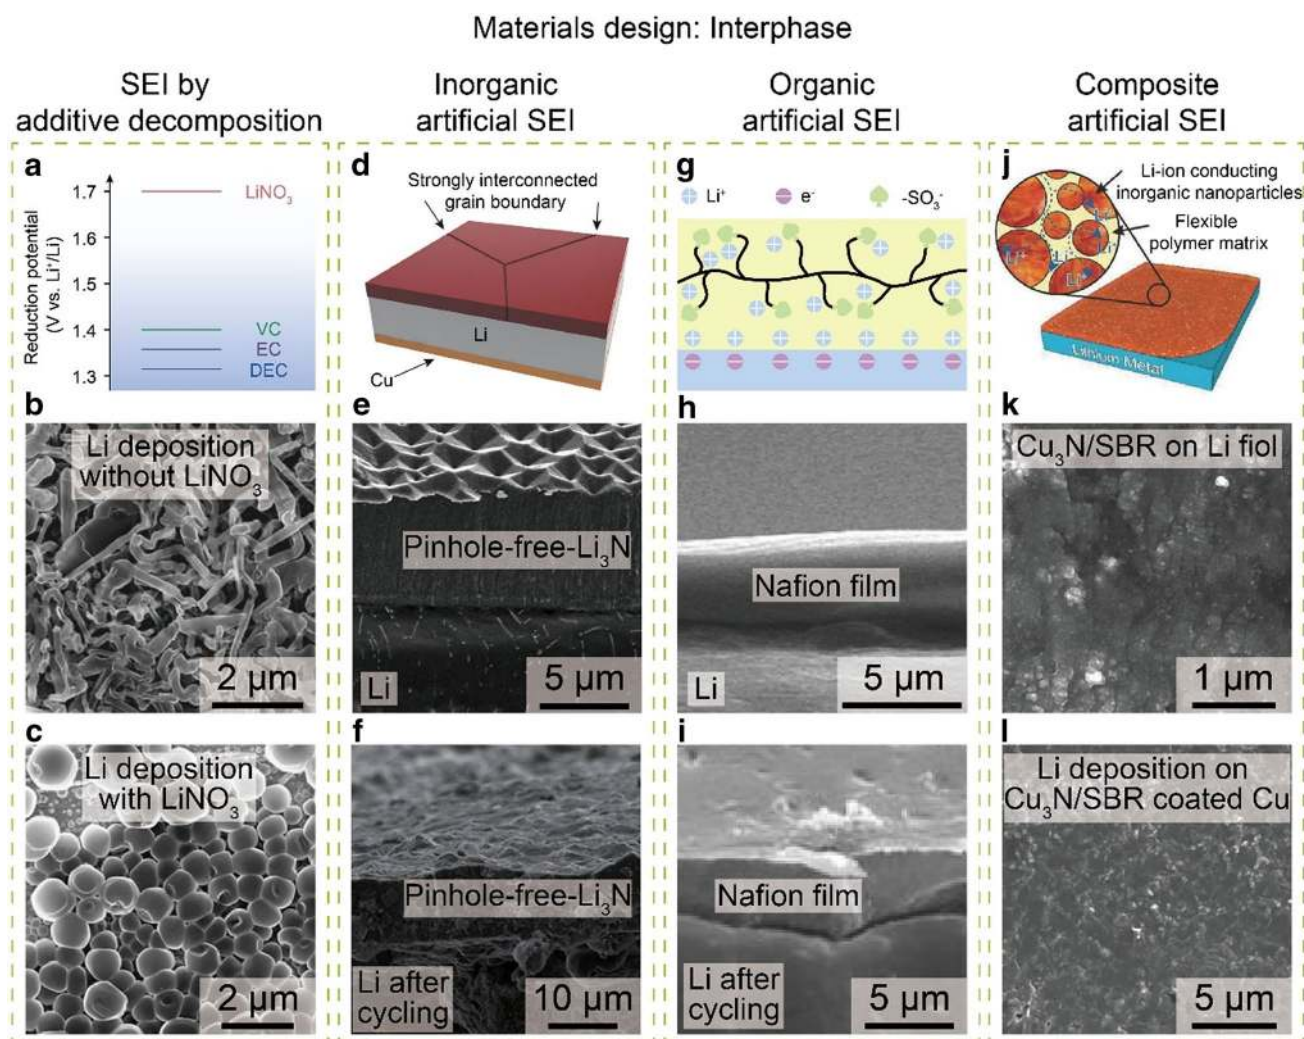 Materials design: Interphase
SEI by
additive decomposition
Inorganic
artificial SEI
Organic
artificial SEI
Composite
artificial SEI
a
Reduction potential
(V vs. Li⁺/Li)
1.7
1.6
1.5
1.4
1.3
LiNO₃
VC
EC
DEC
b
Li deposition
without LiNO₃
2 µm
c
Li deposition
with LiNO₃
2 µm
d
Strongly interconnected
grain boundary
Li
Cu
e
Pinhole-free-Li₃N
Li
5 µm
f
Pinhole-free-Li₃N
Li after
cycling
10 µm
g
Li⁺
e⁻
-SO₃⁻
h
Nafion film
Li
5 µm
i
Nafion film
Li after
cycling
5 µm
j
Li-ion conducting
inorganic nanoparticles
Flexible
polymer matrix
Li⁺
Li⁺
Li⁺
Li⁺
Li⁺
Lithium Metal
k
Cu₃N/SBR on Li fiol
1 µm
l
Li deposition on
Cu₃N/SBR coated Cu
5 µm